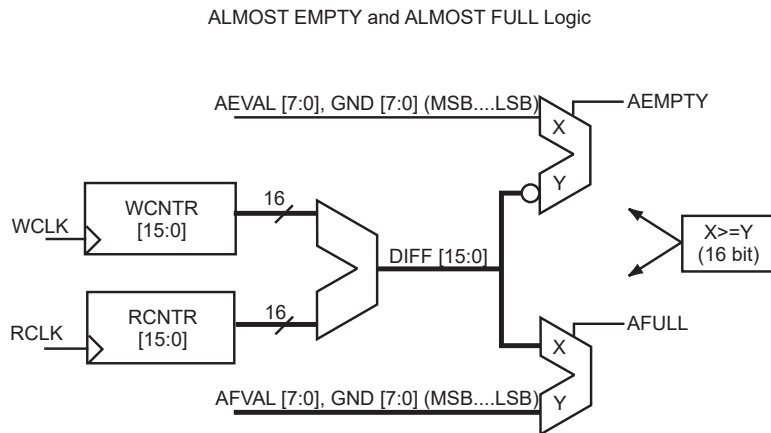 ALMOST EMPTY and ALMOST FULL Logic
AEVAL [7:0], GND [7:0] (MSB....LSB)
AEMPTY
X
Y
WCLK
WCNTR
[15:0]
16
DIFF [15:0]
X>=Y
(16 bit)
RCLK
RCNTR
[15:0]
16
AFULL
X
Y
AFVAL [7:0], GND [7:0] (MSB....LSB)